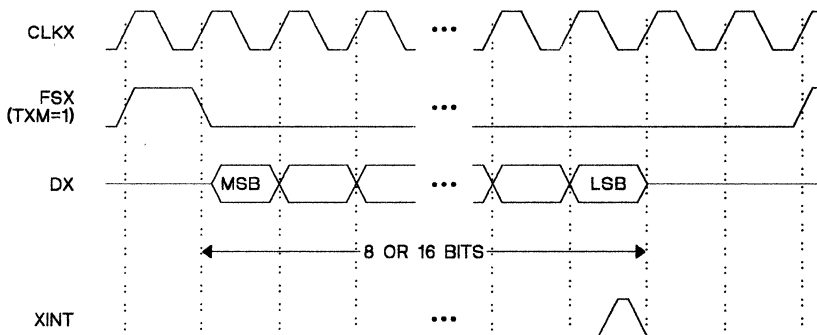 CLKX
•••
FSX
(TXM=1)
•••
DX
MSB
•••
LSB
8 OR 16 BITS
XINT
•••